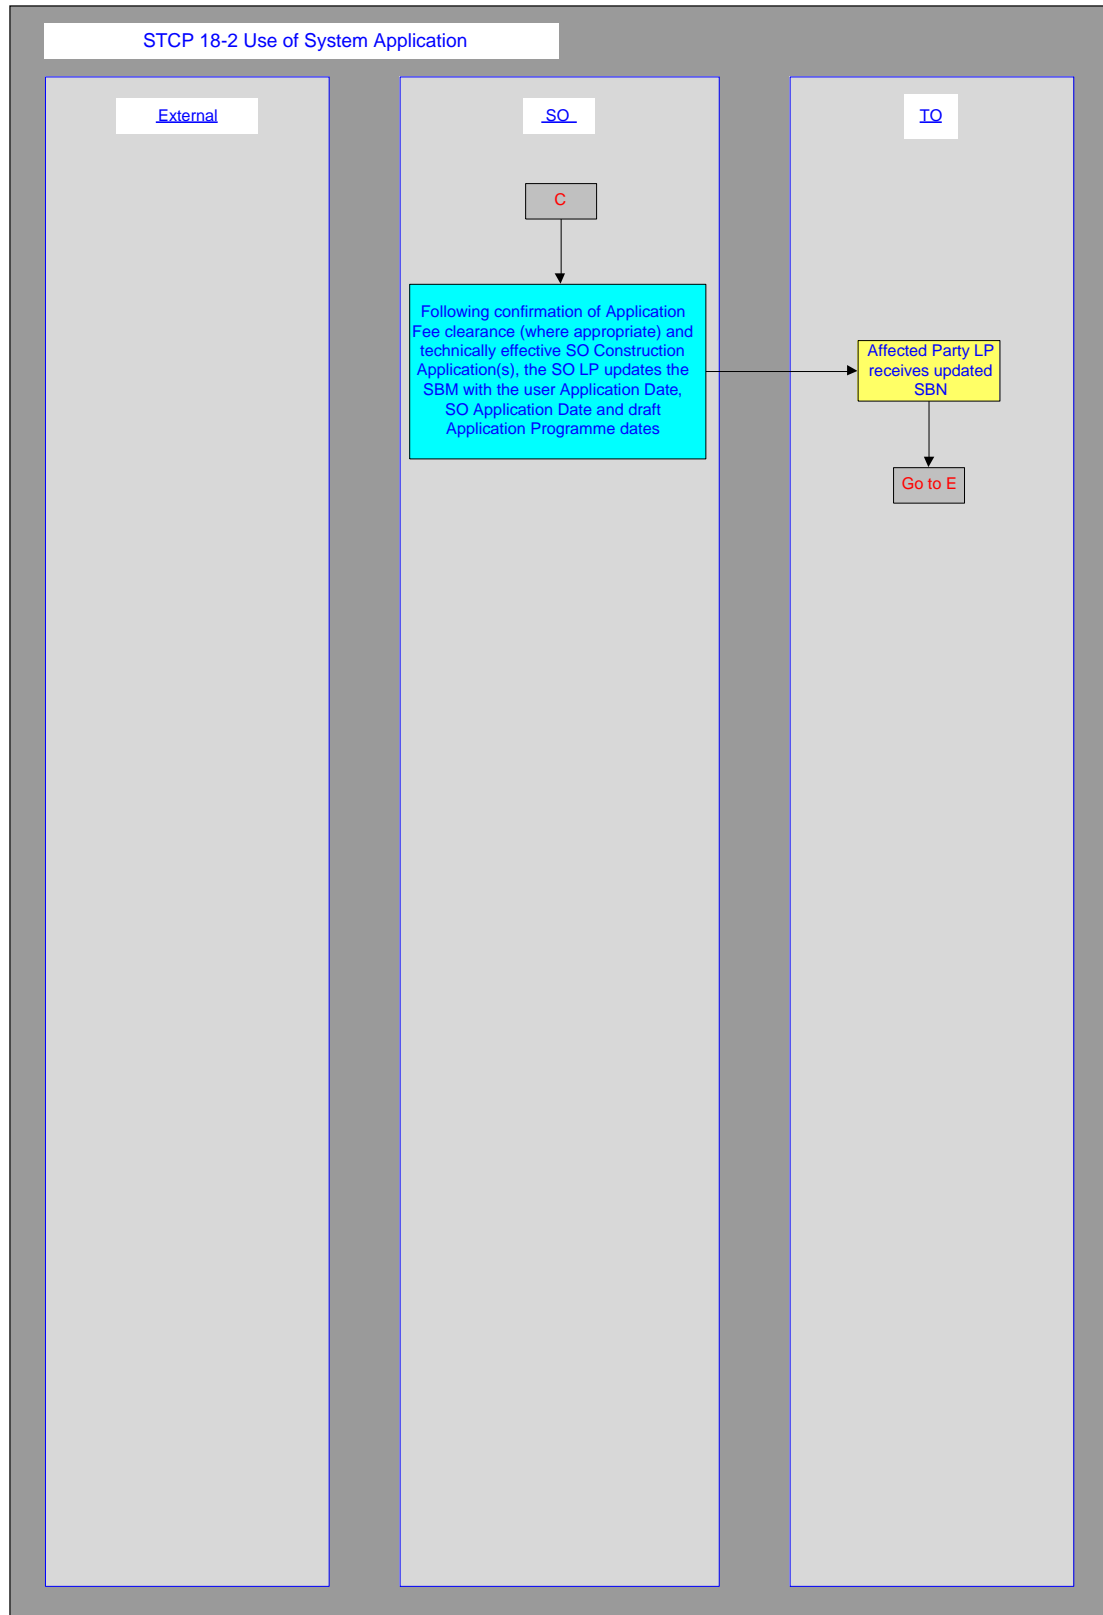 STCP 18-2 Use of System Application
External
SO
TO
C
Following confirmation of Application
Fee clearance (where appropriate) and
technically effective SO Construction
Application(s), the SO LP updates the
SBM with the user Application Date,
SO Application Date and draft
Application Programme dates
Affected Party LP
receives updated
SBN
Go to E